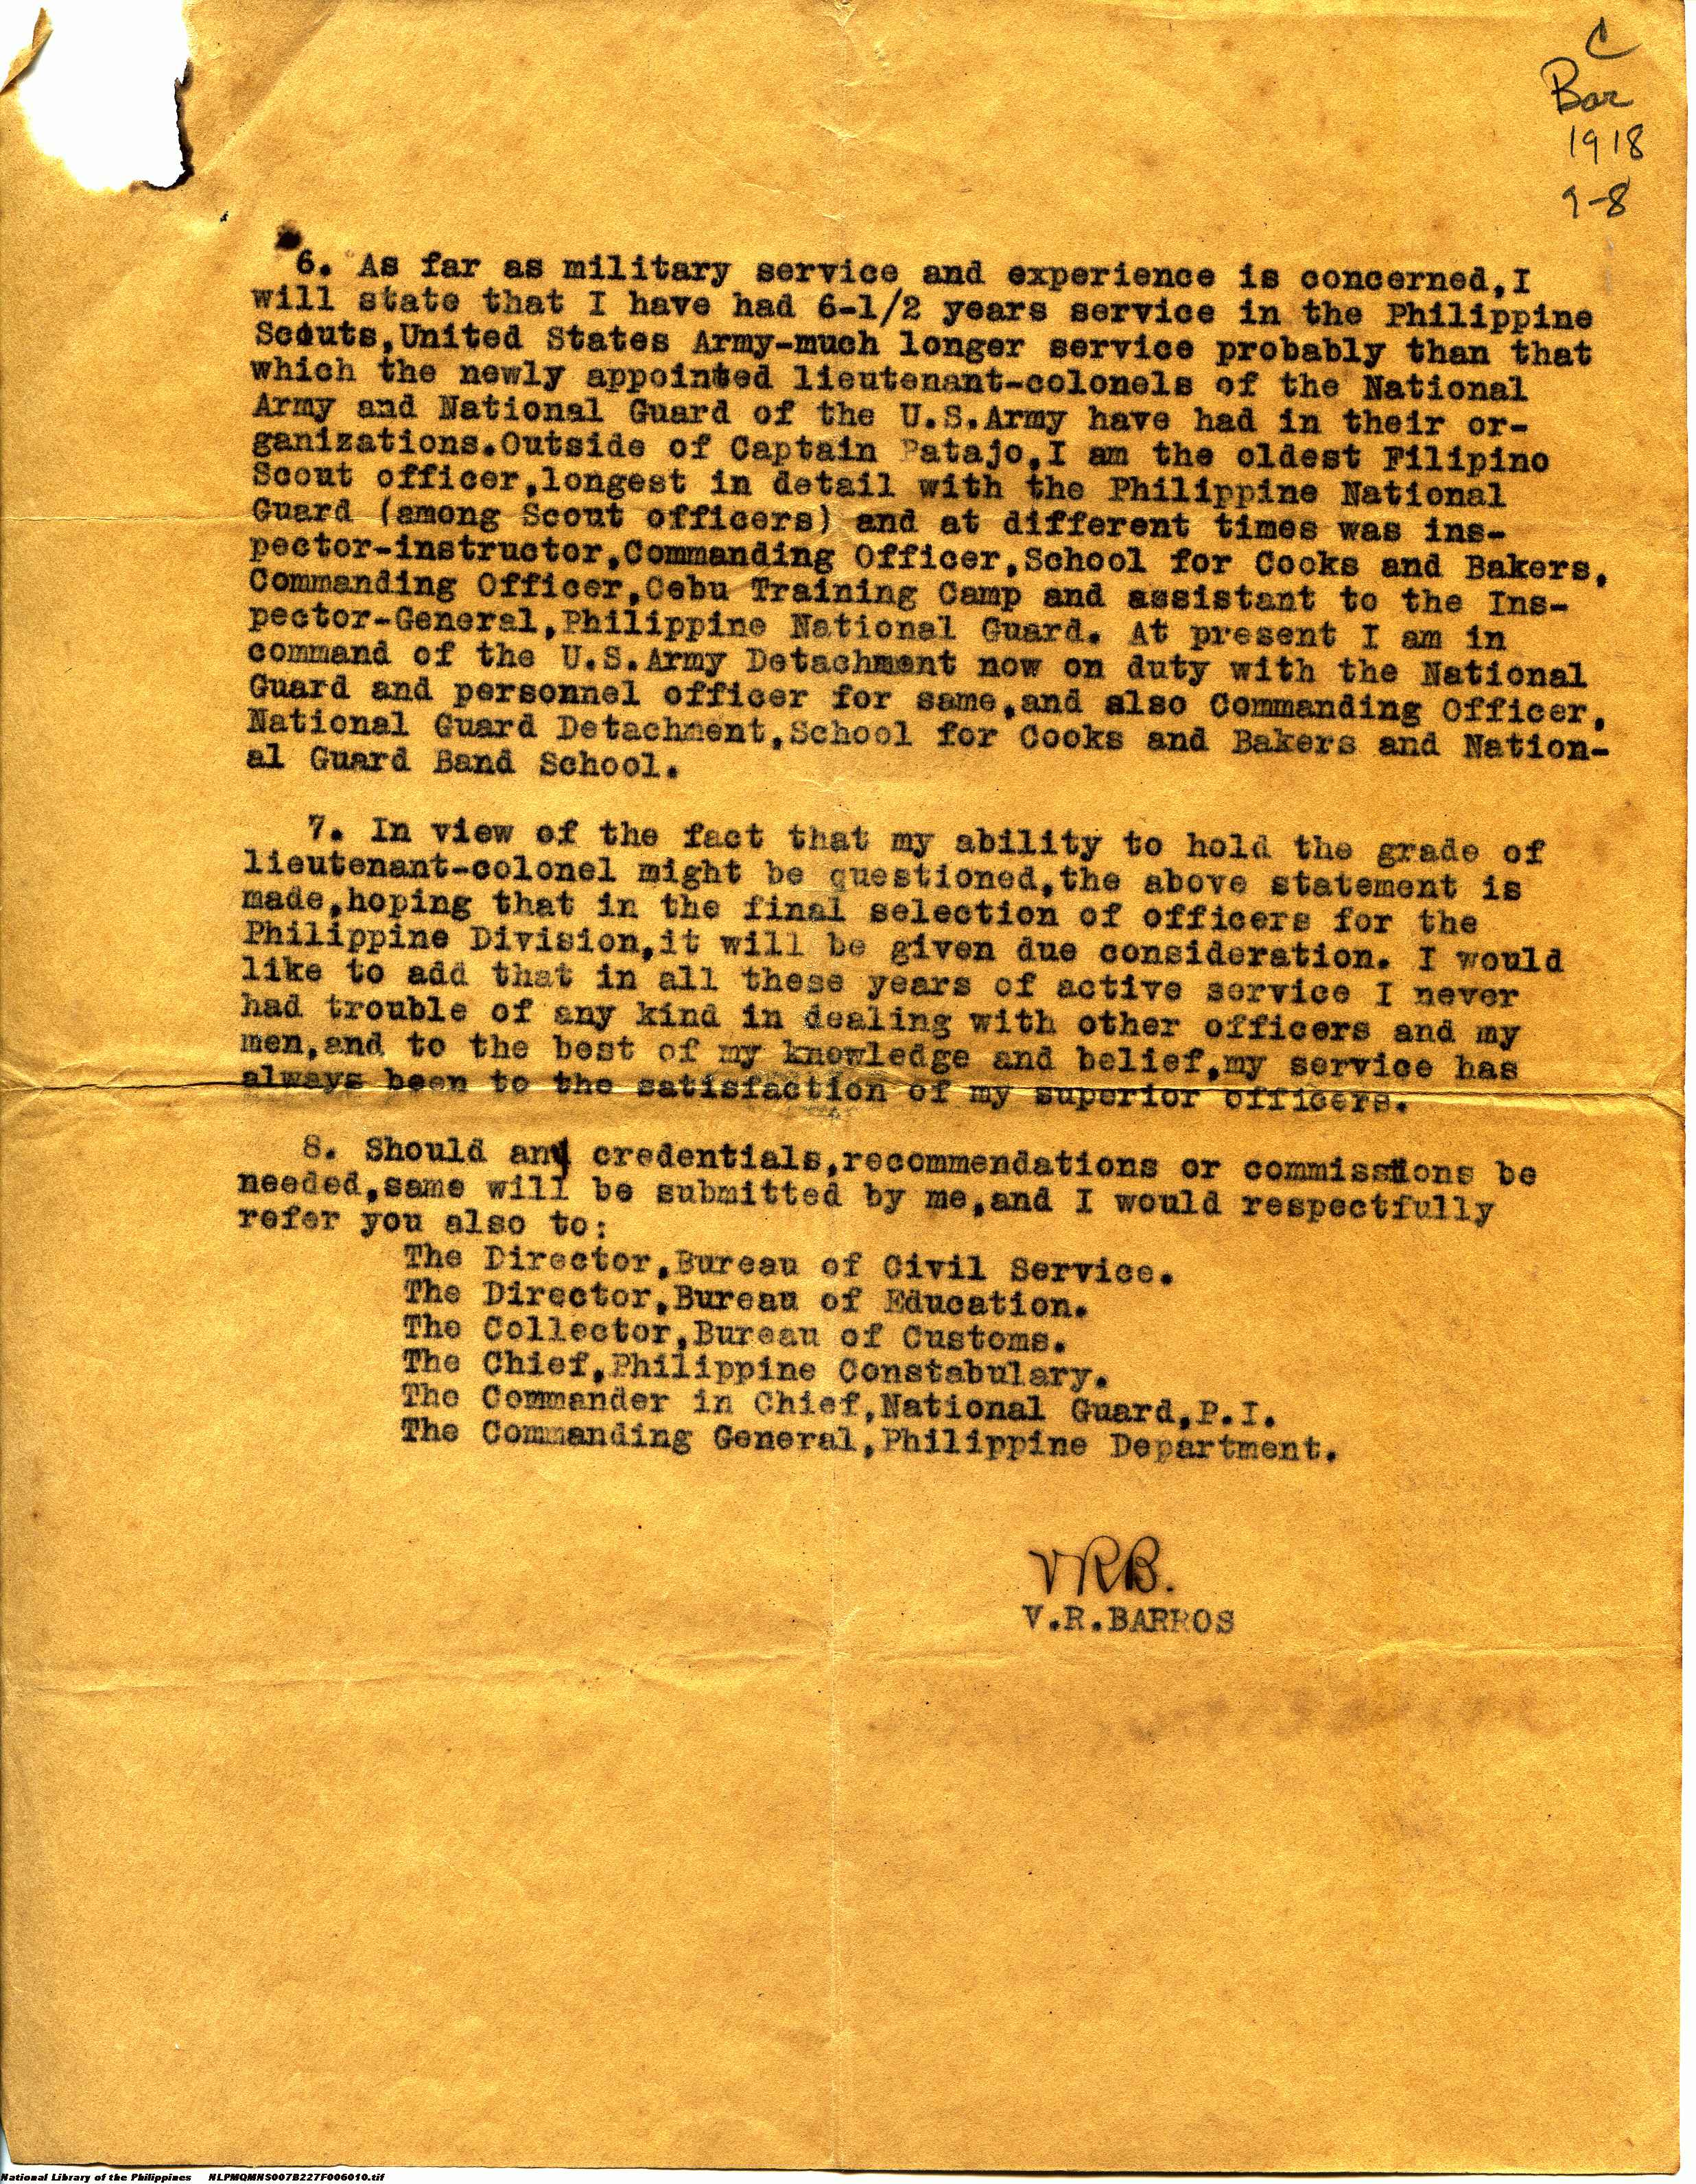 C
Bar
1918
9-8
6. As far as military service and experience is concerned,I
will state that I have had 6-1/2 years service in the Philippine
Scouts,United States Army-much longer service probably than that
which the newly appointed lieutenant-colonels of the National
Army and National Guard of the U.S.Army have had in their or-
ganizations.Outside of Captain Patajo,I am the oldest Filipino
Scout officer,longest in detail with the Philippine National
Guard (among Scout officers) and at different times was ins-
pector-instructor,Commanding Officer,School for Cooks and Bakers,
Commanding Officer,Cebu Training Camp and assistant to the Ins-
pector-General,Philippine National Guard. At present I am in
command of the U.S.Army Detachment now on duty with the National
Guard and personnel officer for same,and also Commanding Officer,
National Guard Detachment,School for Cooks and Bakers and Nation-
al Guard Band School.
7. In view of the fact that my ability to hold the grade of
lieutenant-colonel might be questioned,the above statement is
made,hoping that in the final selection of officers for the
Philippine Division,it will be given due consideration. I would
like to add that in all these years of active service I never
had trouble of any kind in dealing with other officers and my
men,and to the best of my knowledge and belief,my service has
always been to the satisfaction of my superior officers.
8. Should any credentials,recommendations or commissions be
needed,same will be submitted by me,and I would respectfully
refer you also to:
The Director,Bureau of Civil Service.
The Director,Bureau of Education.
The Collector,Bureau of Customs.
The Chief,Philippine Constabulary.
The Commander in Chief,National Guard,P.I.
The Commanding General,Philippine Department.
VRB.
V.R.BARROS
National Library of the Philippines NLPMQMNS007B227F006010.tif